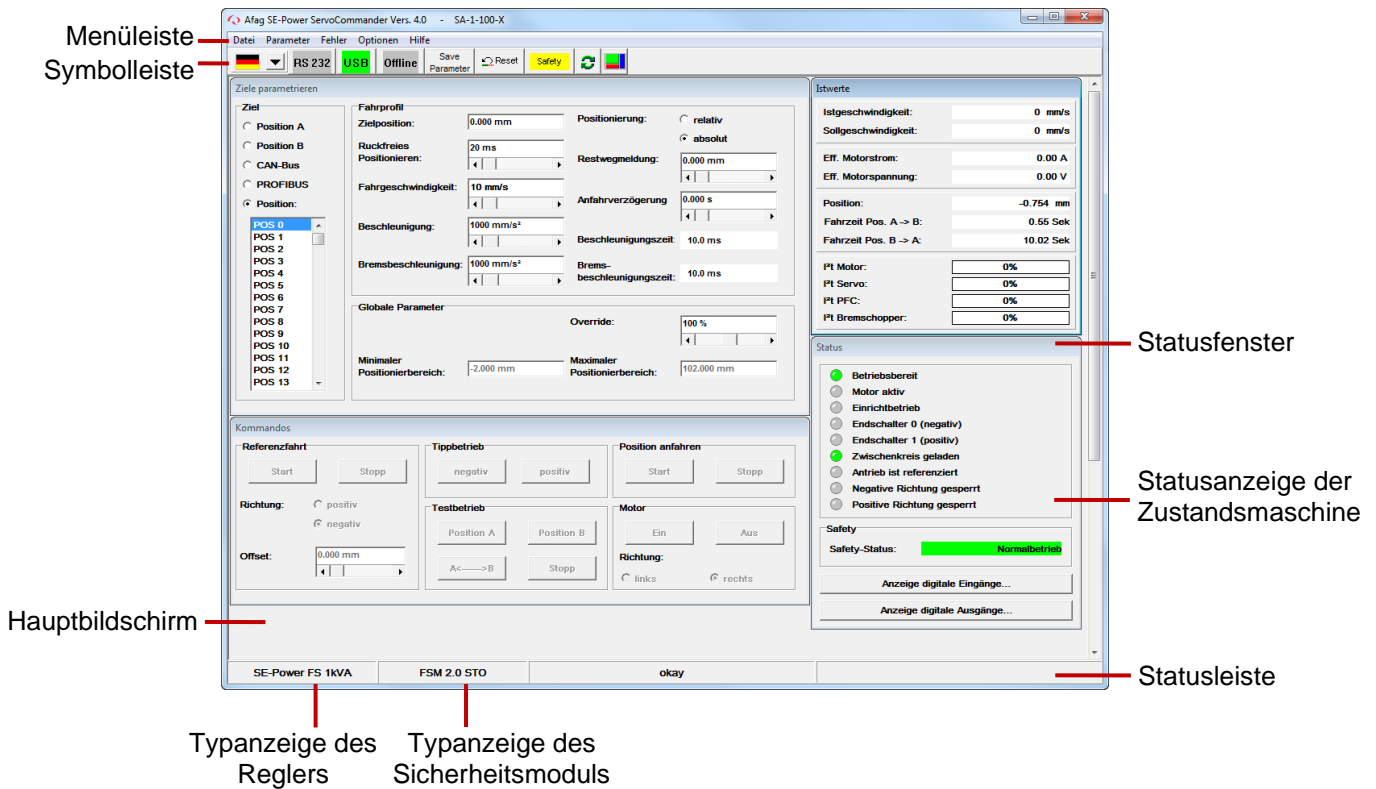 Afag SE-Power ServoCommander Vers. 4.0 - SA-1-100-X
Menüleiste
Datei Parameter Fehler Optionen Hilfe
Symbolleiste
RS 232 USB Offline Save Parameter Reset Safety
Ziele parametrieren
Ziel
Position A
Position B
CAN-Bus
PROFIBUS
Position:
POS 0
POS 1
POS 2
POS 3
POS 4
POS 5
POS 6
POS 7
POS 8
POS 9
POS 10
POS 11
POS 12
POS 13
Fahrprofil
Zielposition: 0.000 mm
Ruckfreies
Positionieren: 20 ms
Fahrgeschwindigkeit: 10 mm/s
Beschleunigung: 1000 mm/s²
Bremsbeschleunigung: 1000 mm/s²
Positionierung: relativ
absolut
Restwegmeldung: 0.000 mm
Anfahrverzögerung 0.000 s
Beschleunigungszeit: 10.0 ms
Brems-
beschleunigungszeit: 10.0 ms
Globale Parameter
Override: 100 %
Minimaler
Positionierbereich: -2.000 mm
Maximaler
Positionierbereich: 102.000 mm
Istwerte
Istgeschwindigkeit: 0 mm/s
Sollgeschwindigkeit: 0 mm/s
Eff. Motorstrom: 0.00 A
Eff. Motorspannung: 0.00 V
Position: -0.754 mm
Fahrzeit Pos. A -> B: 0.55 Sek
Fahrzeit Pos. B -> A: 10.02 Sek
I²t Motor: 0%
I²t Servo: 0%
I²t PFC: 0%
I²t Bremschopper: 0%
Statusfenster
Status
Betriebsbereit
Motor aktiv
Einrichtbetrieb
Endschalter 0 (negativ)
Endschalter 1 (positiv)
Zwischenkreis geladen
Antrieb ist referenziert
Negative Richtung gesperrt
Positive Richtung gesperrt
Statusanzeige der
Zustandsmaschine
Safety
Safety-Status: Normalbetrieb
Anzeige digitale Eingänge...
Anzeige digitale Ausgänge...
Kommandos
Referenzfahrt
Start Stopp
Richtung: positiv
negativ
Offset: 0.000 mm
Tippbetrieb
negativ positiv
Testbetrieb
Position A Position B
A<——>B Stopp
Position anfahren
Start Stopp
Motor
Ein Aus
Richtung:
links rechts
Hauptbildschirm
SE-Power FS 1kVA FSM 2.0 STO okay
Statusleiste
Typanzeige des
Reglers
Typanzeige des
Sicherheitsmoduls